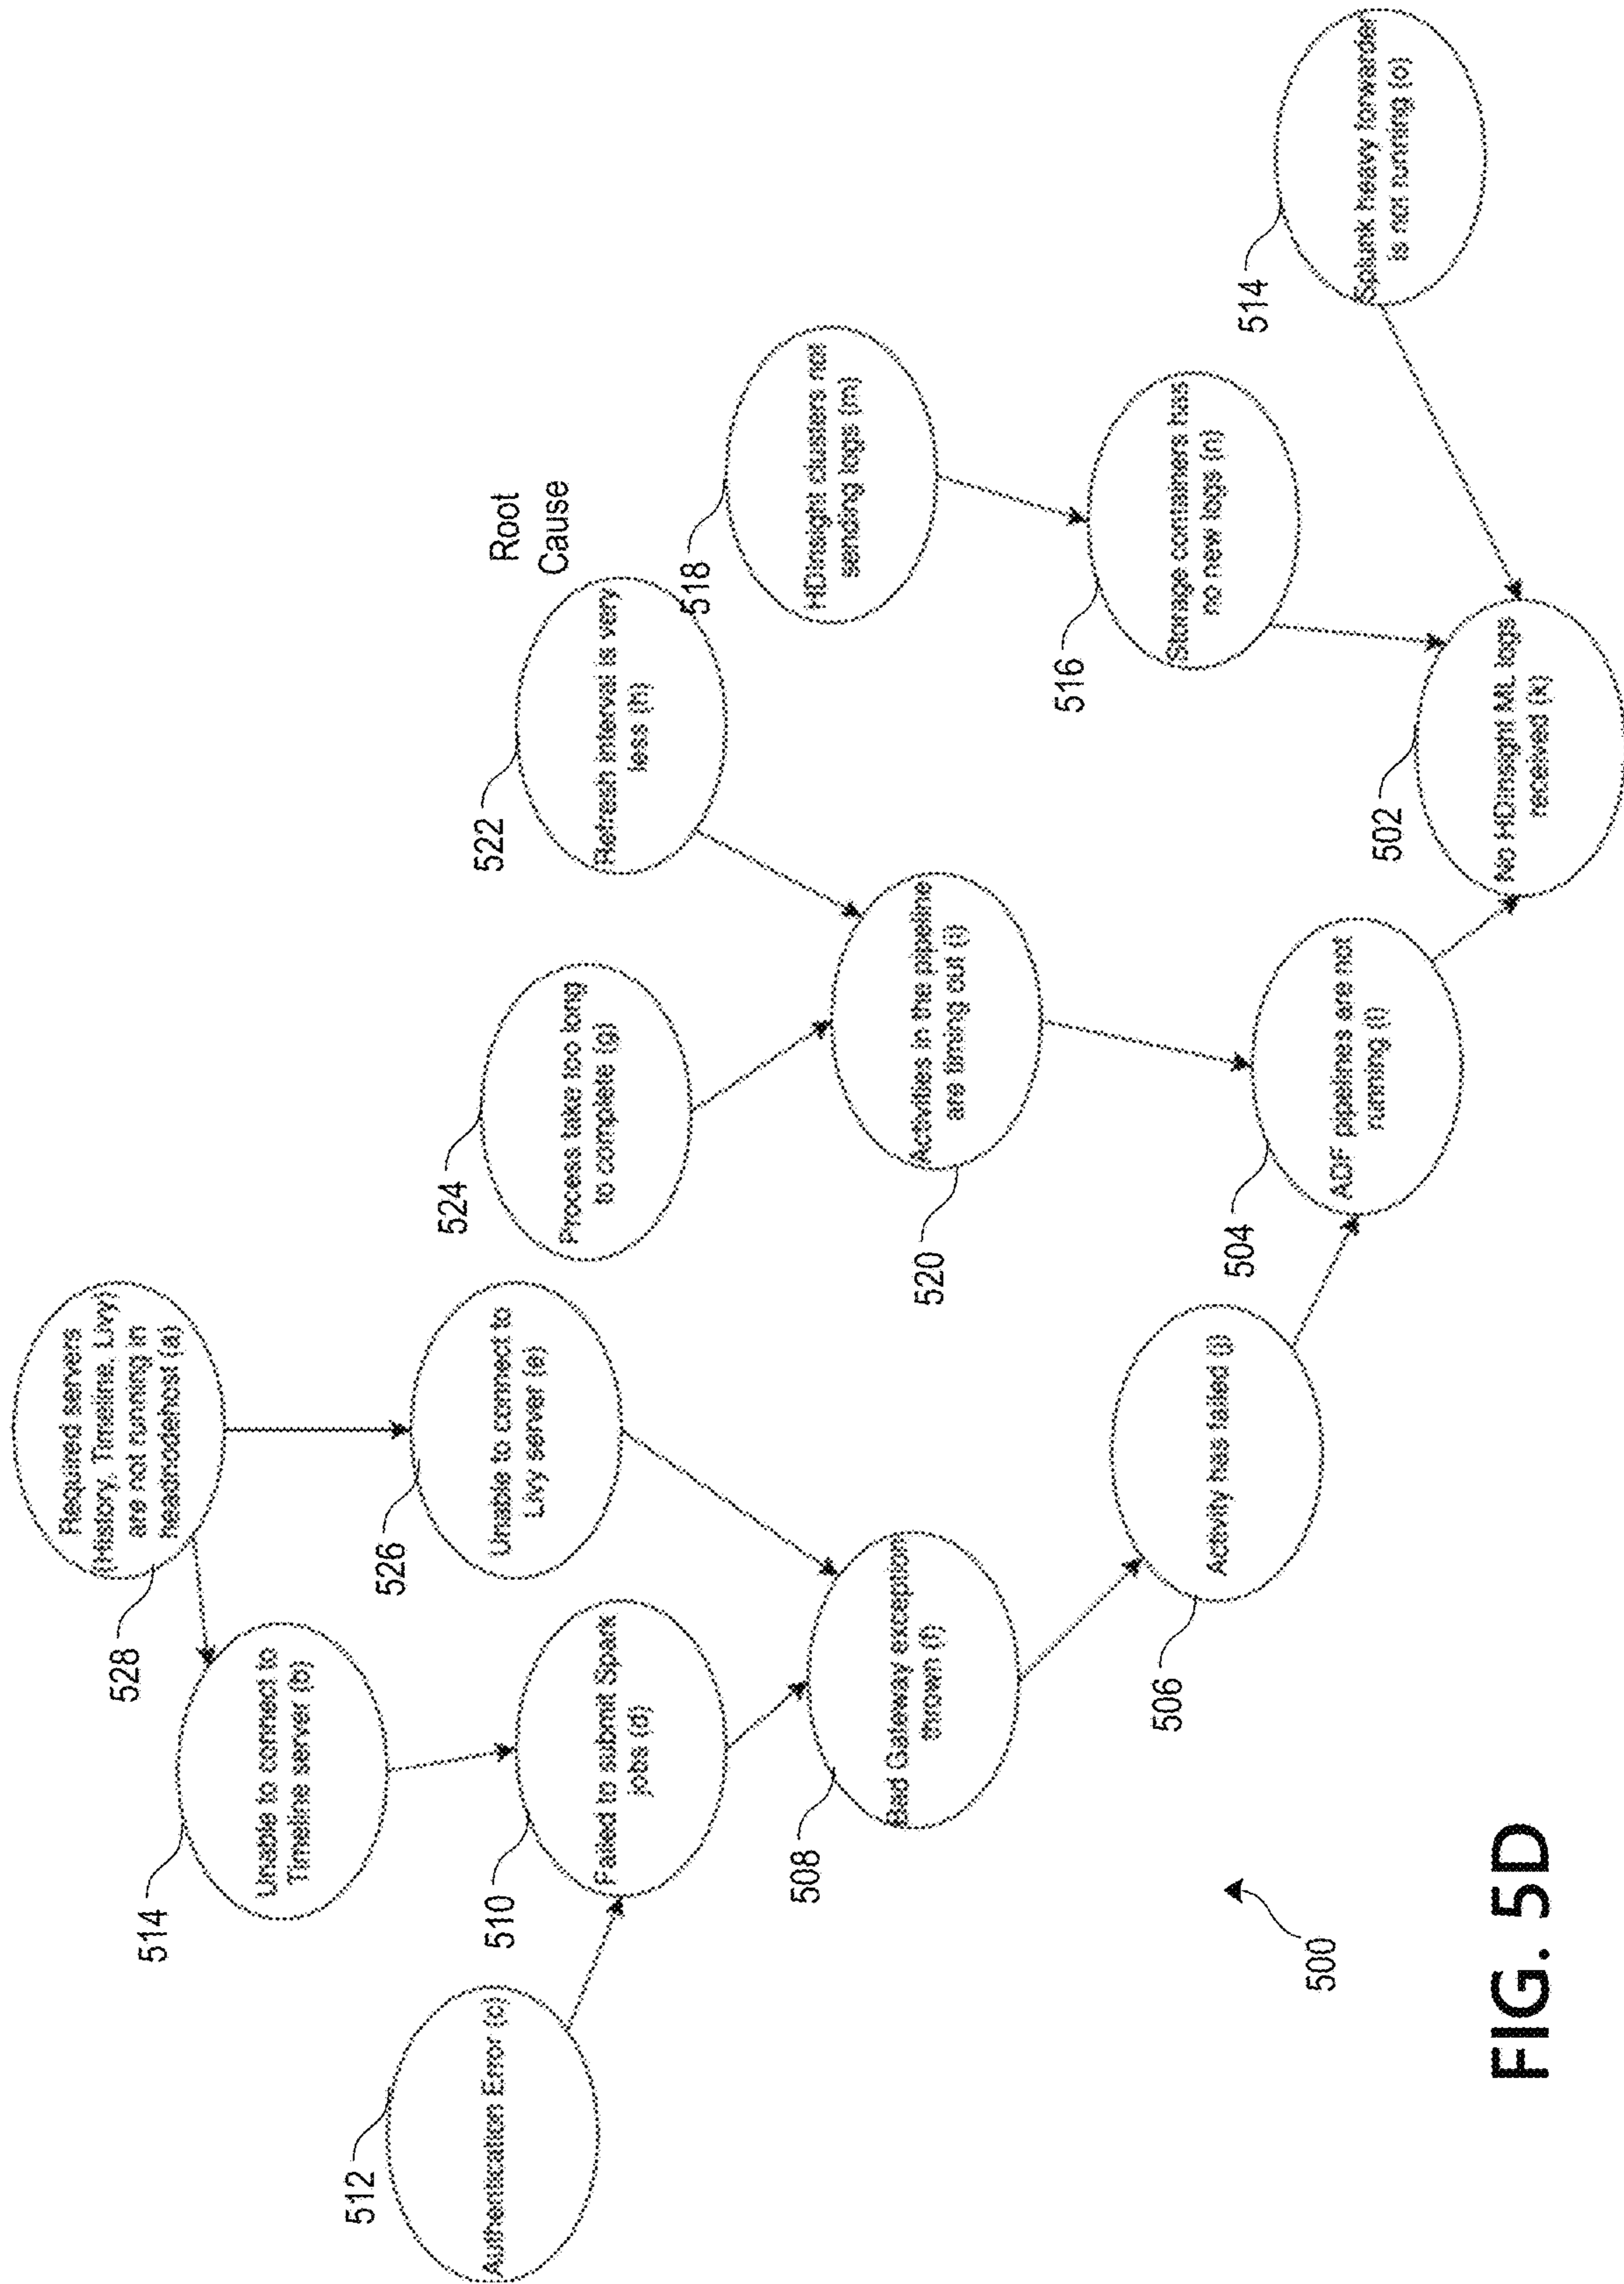 528
Required servers
(History, Timeline, Livy)
are not running in
headnodehost (a)
514
Unable to connect to
Timeline server (b)
526
Unable to connect to
Livy server (e)
512
Authentication Error (c)
510
Failed to submit Spark
jobs (d)
524
Process take too long
to complete (g)
522
Refresh interval is very
less (h)
Root
Cause
518
HDInsight clusters not
sending logs (m)
508
Bad Gateway exception
thrown (f)
520
Activities in the pipeline
are timing out (i)
516
Storage containers has
no new logs (n)
514
Splunk heavy forwarder
is not running (o)
506
Activity has failed (j)
504
ADF pipelines are not
running (l)
502
No HDInsight ML logs
received (k)
500
FIG. 5D